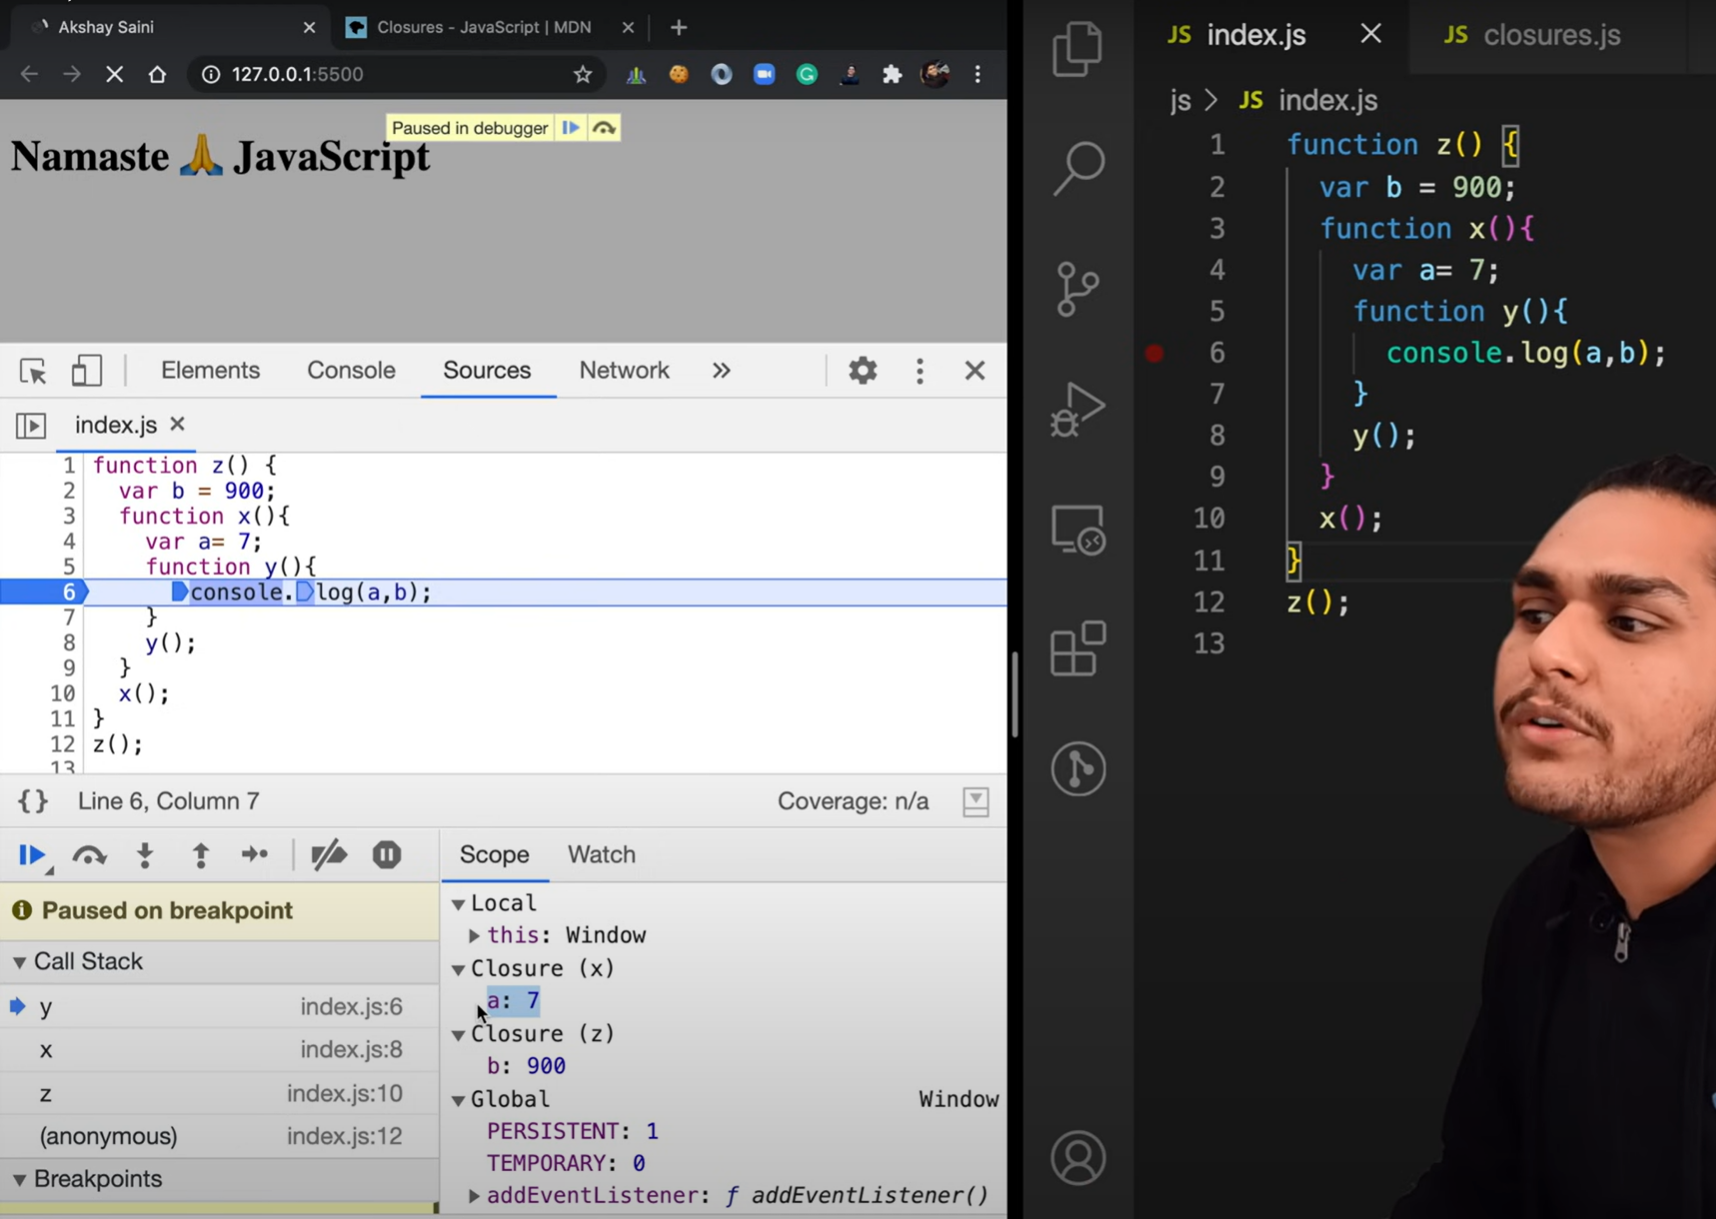 Akshay Saini
Closures - JavaScript | MDN
127.0.0.1:5500
Paused in debugger
Namaste 🙏 JavaScript
Elements Console Sources Network
index.js
1 function z() {
2 var b = 900;
3 function x(){
4 var a= 7;
5 function y(){
6 console.log(a,b);
7 }
8 y();
9 }
10 x();
11 }
12 z();
13
{} Line 6, Column 7 Coverage: n/a
Paused on breakpoint
Call Stack
y index.js:6
x index.js:8
z index.js:10
(anonymous) index.js:12
Breakpoints
Scope Watch
Local
this: Window
Closure (x)
a: 7
Closure (z)
b: 900
Global Window
PERSISTENT: 1
TEMPORARY: 0
addEventListener: ƒ addEventListener()
JS index.js
JS closures.js
js > JS index.js
1 function z() {
2 var b = 900;
3 function x(){
4 var a= 7;
5 function y(){
6 console.log(a,b);
7 }
8 y();
9 }
10 x();
11 }
12 z();
13